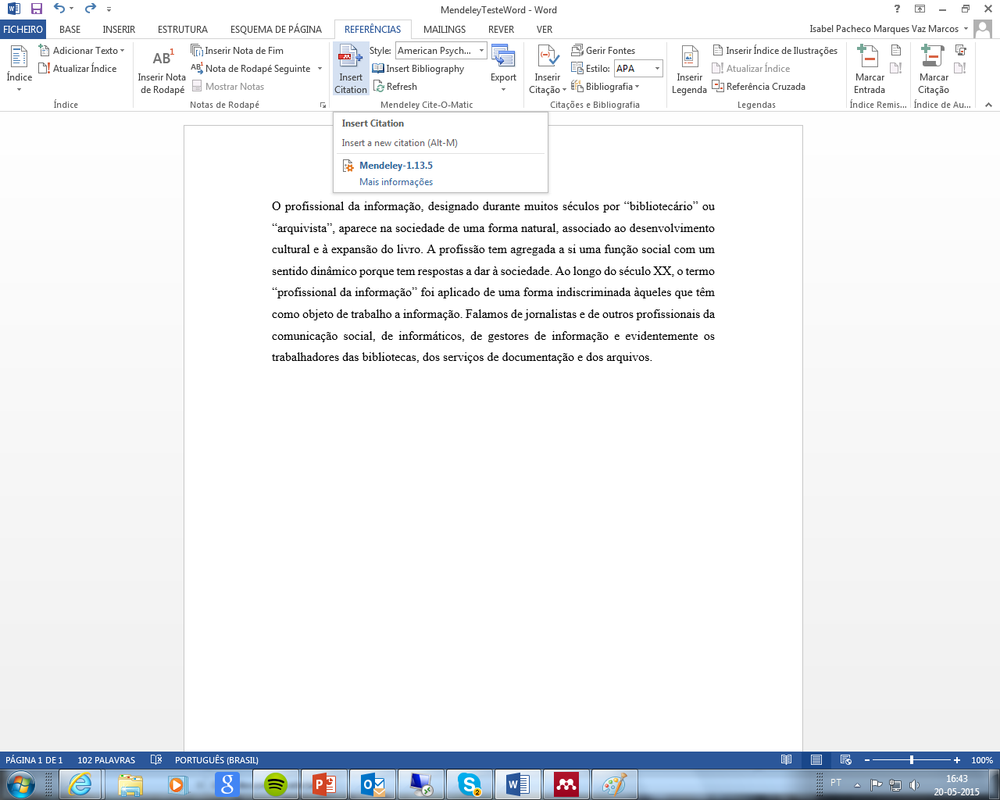 MendeleyTesteWord - Word
?
FICHEIRO BASE INSERIR ESTRUTURA ESQUEMA DE PÁGINA REFERÊNCIAS MAILINGS REVER VER
Isabel Pacheco Marques Vaz Marcos
Índice
Adicionar Texto
Atualizar Índice
Índice
AB1
Inserir Nota
de Rodapé
Inserir Nota de Fim
Nota de Rodapé Seguinte
Mostrar Notas
Notas de Rodapé
Insert
Citation
Style: American Psych...
Insert Bibliography
Refresh
Export
Mendeley Cite-O-Matic
Inserir
Citação
Gerir Fontes
Estilo: APA
Bibliografia
Citações e Bibliografia
Inserir
Legenda
Inserir Índice de Ilustrações
Atualizar Índice
Referência Cruzada
Legendas
Marcar
Entrada
Índice Remis...
Marcar
Citação
Índice de Au...
Insert Citation
Insert a new citation (Alt-M)
Mendeley-1.13.5
Mais informações
O profissional da informação, designado durante muitos séculos por “bibliotecário” ou
“arquivista”, aparece na sociedade de uma forma natural, associado ao desenvolvimento
cultural e à expansão do livro. A profissão tem agregada a si uma função social com um
sentido dinâmico porque tem respostas a dar à sociedade. Ao longo do século XX, o termo
“profissional da informação” foi aplicado de uma forma indiscriminada àqueles que têm
como objeto de trabalho a informação. Falamos de jornalistas e de outros profissionais da
comunicação social, de informáticos, de gestores de informação e evidentemente os
trabalhadores das bibliotecas, dos serviços de documentação e dos arquivos.
PÁGINA 1 DE 1 102 PALAVRAS PORTUGUÊS (BRASIL) 100%
PT
16:43
20-05-2015